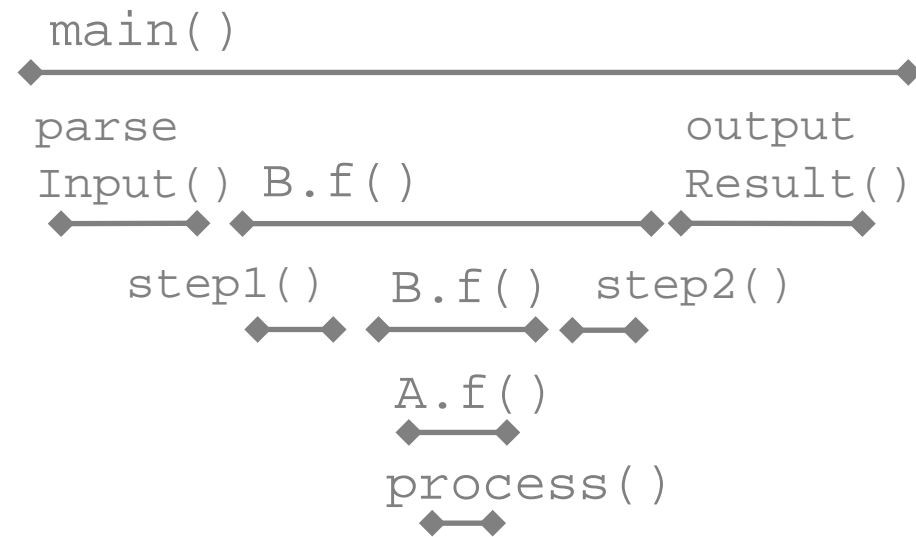 main()
parse
Input()
B.f()
output
Result()
step1()
B.f()
step2()
A.f()
process()